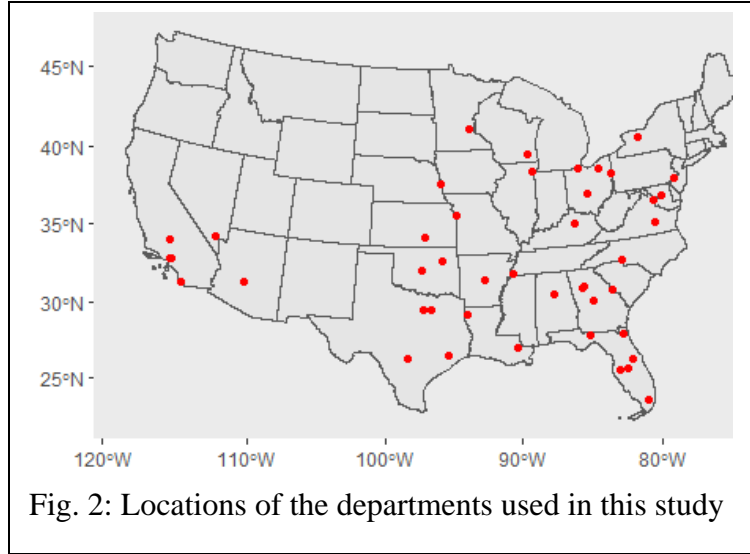 45°N
40°N
35°N
30°N
25°N
120°W 110°W 100°W 90°W 80°W
Fig. 2: Locations of the departments used in this study